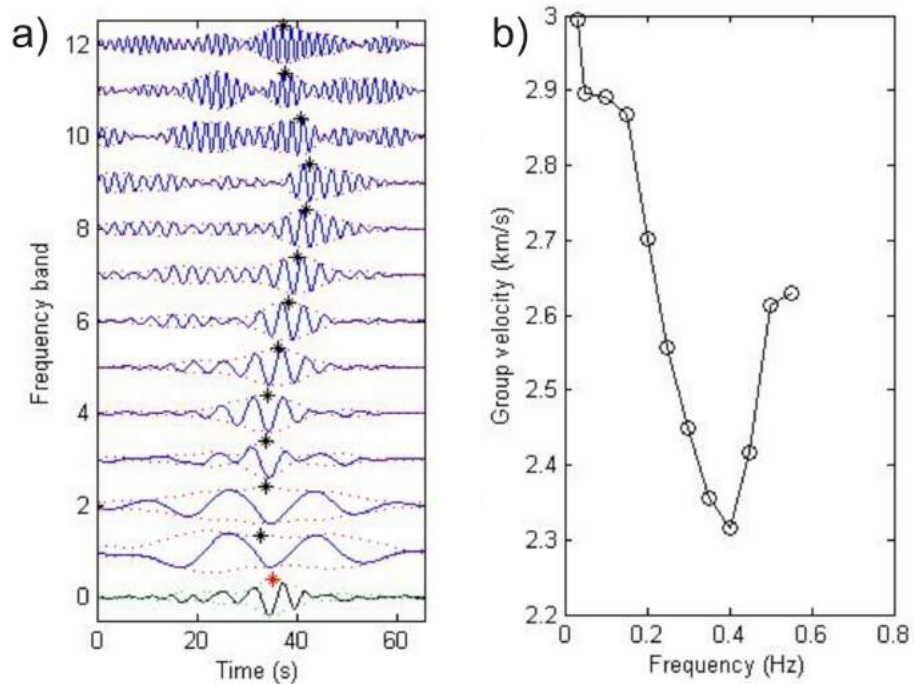 a)
12
10
8
6
4
2
0
Frequency band
0 20 40 60
Time (s)
b)
3
2.9
2.8
2.7
2.6
2.5
2.4
2.3
2.2
Group velocity (km/s)
0 0.2 0.4 0.6 0.8
Frequency (Hz)